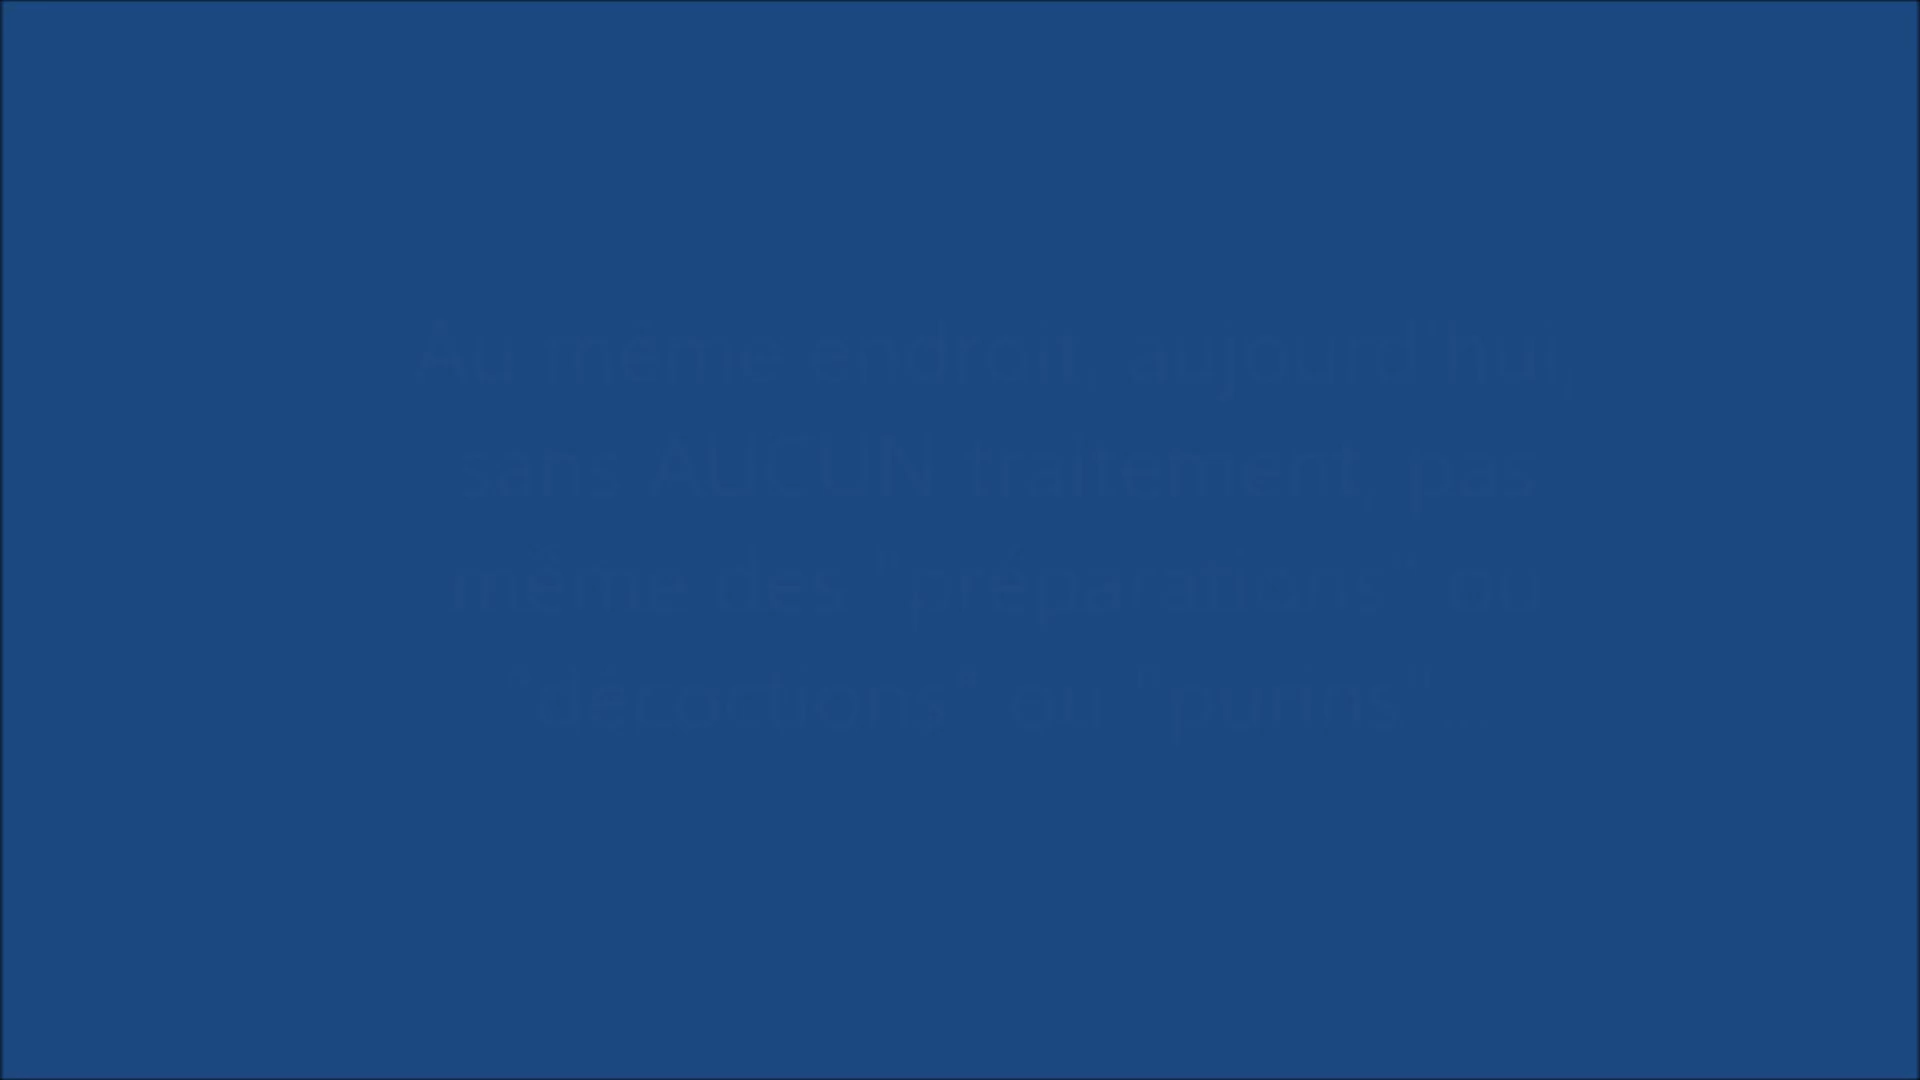 Au même endroit, aujourd'hui,
sans AUCUN traitement, pas
même des "préparations" ou
"décoctions" ou "purins"...